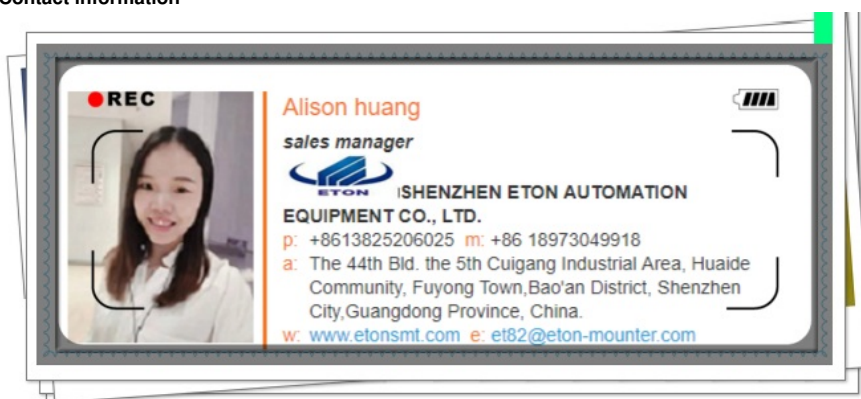 Contact information
REC
Alison huang
sales manager
ETON
SHENZHEN ETON AUTOMATION
EQUIPMENT CO., LTD.
p: +8613825206025 m: +86 18973049918
a: The 44th Bld. the 5th Cuigang Industrial Area, Huaide
Community, Fuyong Town,Bao'an District, Shenzhen
City,Guangdong Province, China.
w: www.etonsmt.com e: et82@eton-mounter.com